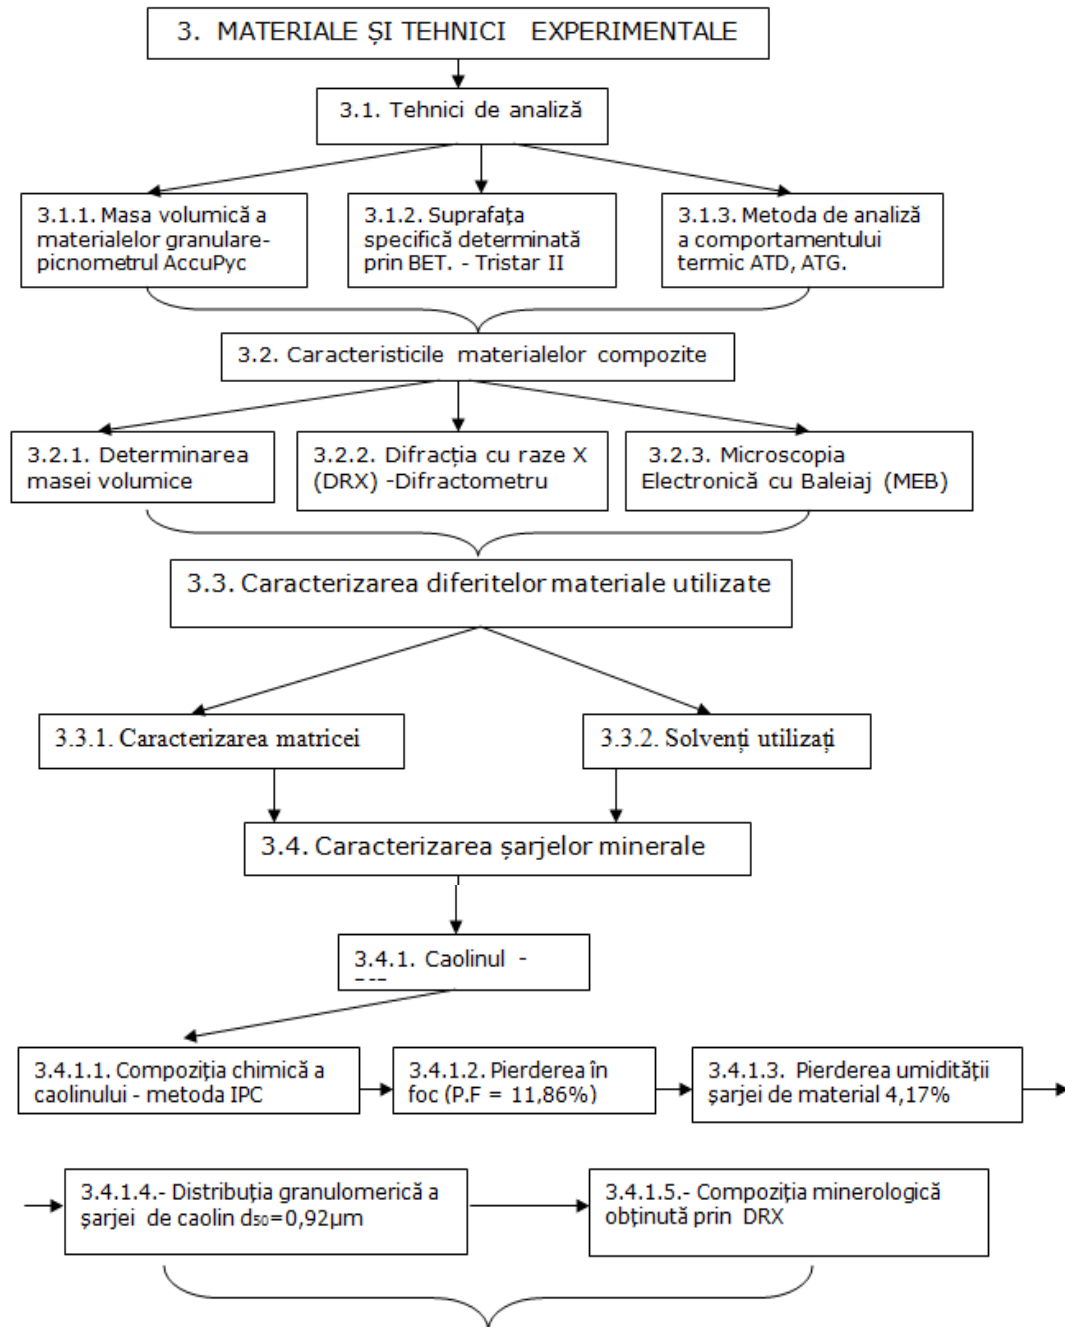 3. MATERIALE ȘI TEHNICI EXPERIMENTALE
3.1. Tehnici de analiză
3.1.1. Masa volumică a
materialelor granulare-
picnometrul AccuPyc
3.1.2. Suprafața
specifică determinată
prin BET. - Tristar II
3.1.3. Metoda de analiză
a comportamentului
termic ATD, ATG.
3.2. Caracteristicile materialelor compozite
3.2.1. Determinarea
masei volumice
3.2.2. Difracția cu raze X
(DRX) -Difractometru
3.2.3. Microscopia
Electronică cu Baleiaj (MEB)
3.3. Caracterizarea diferitelor materiale utilizate
3.3.1. Caracterizarea matricei
3.3.2. Solvenți utilizați
3.4. Caracterizarea șarjelor minerale
3.4.1. Caolinul -
3.4.1.1. Compoziția chimică a
caolinului - metoda IPC
3.4.1.2. Pierderea în
foc (P.F = 11,86%)
3.4.1.3. Pierderea umidității
șarjei de material 4,17%
3.4.1.4.- Distribuția granulomerică a
șarjei de caolin d50=0,92µm
3.4.1.5.- Compoziția minerologică
obținută prin DRX